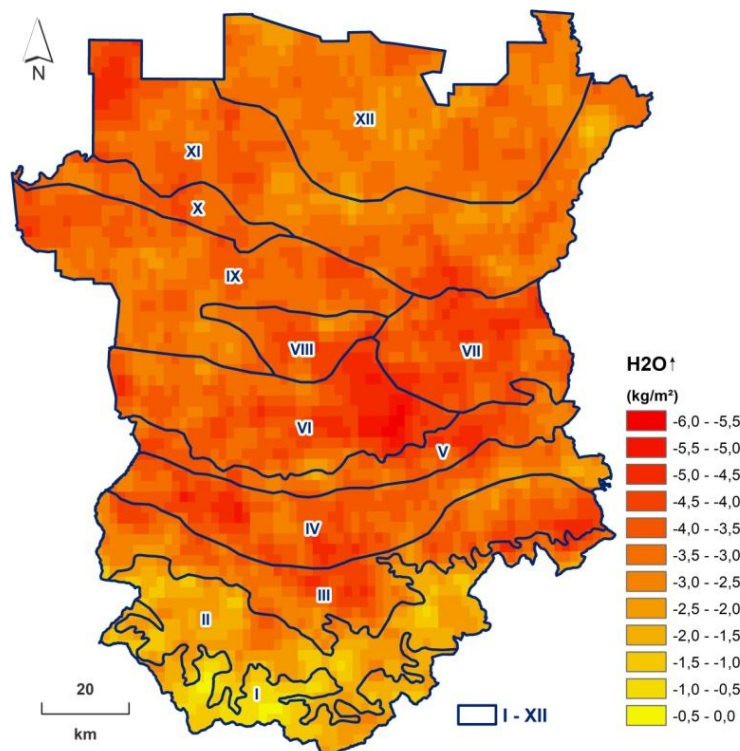 N
XII
XI
X
IX
VIII
VII
VI
V
IV
III
II
I
H2O↑
(kg/m²)
-6,0 - -5,5
-5,5 - -5,0
-5,0 - -4,5
-4,5 - -4,0
-4,0 - -3,5
-3,5 - -3,0
-3,0 - -2,5
-2,5 - -2,0
-2,0 - -1,5
-1,5 - -1,0
-1,0 - -0,5
-0,5 - 0,0
20
km
I - XII